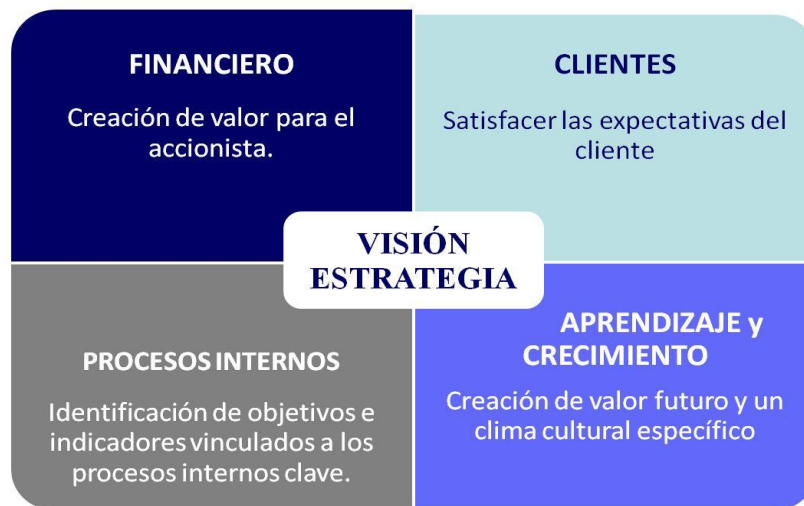 FINANCIERO
Creación de valor para el
accionista.
CLIENTES
Satisfacer las expectativas del
cliente
VISIÓN
ESTRATEGIA
PROCESOS INTERNOS
Identificación de objetivos e
indicadores vinculados a los
procesos internos clave.
APRENDIZAJE y
CRECIMIENTO
Creación de valor futuro y un
clima cultural específico